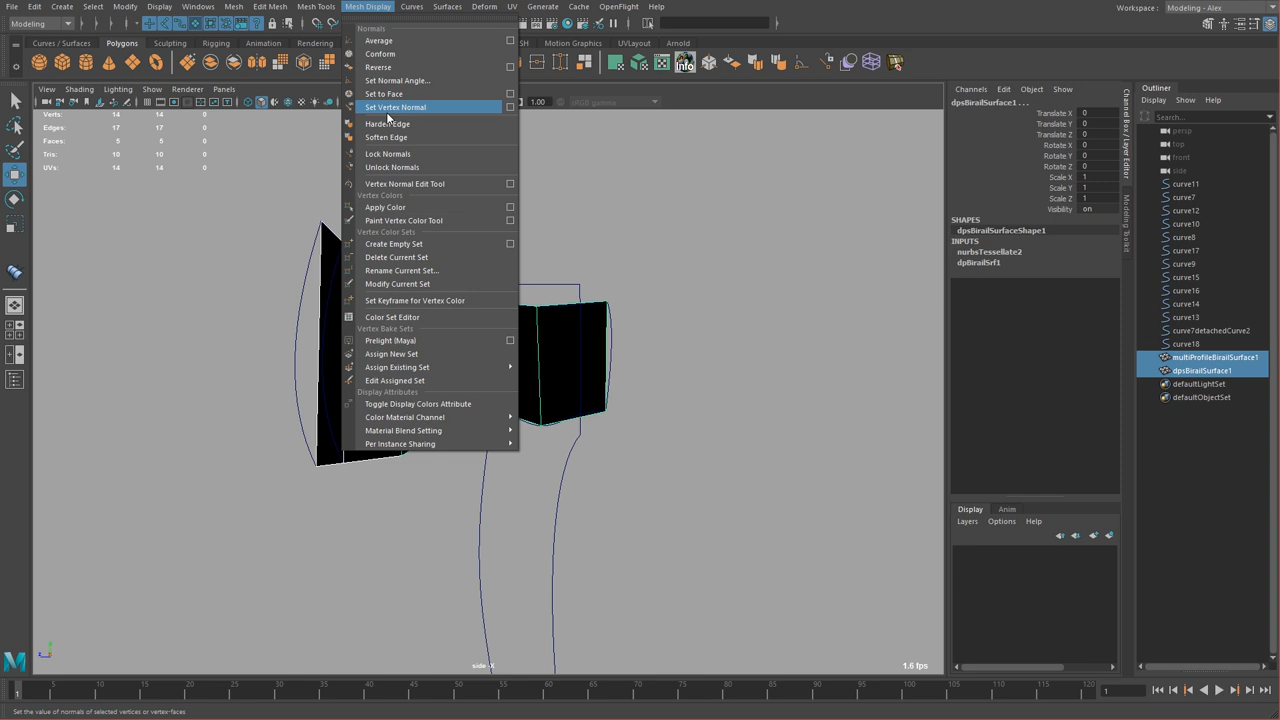 File Edit Create Select Modify Display Windows Mesh Edit Mesh Mesh Tools Mesh Display Curves Surfaces Deform UV Generate Cache OpenFlight Help
Workspace : Modeling - Alex
Modeling
Curves / Surfaces Polygons Sculpting Rigging Animation Rendering
Motion Graphics UVLayout Arnold
Info
View Shading Lighting Show Renderer Panels
1.00 sRGB gamma
Verts: 14 14 0
Edges: 17 17 0
Faces: 5 5 0
Tris: 10 10 0
UVs: 14 14 0
Normals
Average
Conform
Reverse
Set Normal Angle...
Set to Face
Set Vertex Normal
Harden Edge
Soften Edge
Lock Normals
Unlock Normals
Vertex Normal Edit Tool
Vertex Colors
Apply Color
Paint Vertex Color Tool
Vertex Color Sets
Create Empty Set
Delete Current Set
Rename Current Set...
Modify Current Set
Set Keyframe for Vertex Color
Color Set Editor
Vertex Bake Sets
Prelight (Maya)
Assign New Set
Assign Existing Set
Edit Assigned Set
Display Attributes
Toggle Display Colors Attribute
Color Material Channel
Material Blend Setting
Per Instance Sharing
side -X
1.6 fps
Channels Edit Object Show
dpsBirailSurface1 . . .
Translate X 0
Translate Y 0
Translate Z 0
Rotate X 0
Rotate Y 0
Rotate Z 0
Scale X 1
Scale Y 1
Scale Z 1
Visibility on
SHAPES
dpsBirailSurfaceShape1
INPUTS
nurbsTessellate2
dpBirailSrf1
Display Anim
Layers Options Help
Channel Box / Layer Editor
Modeling Toolkit
Outliner
Display Show Help
Search...
persp
top
front
side
curve11
curve7
curve12
curve10
curve8
curve17
curve9
curve15
curve16
curve14
curve13
curve7detachedCurve2
curve18
multiProfileBirailSurface1
dpsBirailSurface1
defaultLightSet
defaultObjectSet
1 5 10 15 20 25 30 35 40 45 50 55 60 65 70 75 80 85 90 95 100 105 110 115 120
1
Set the value of normals of selected vertices or vertex-faces